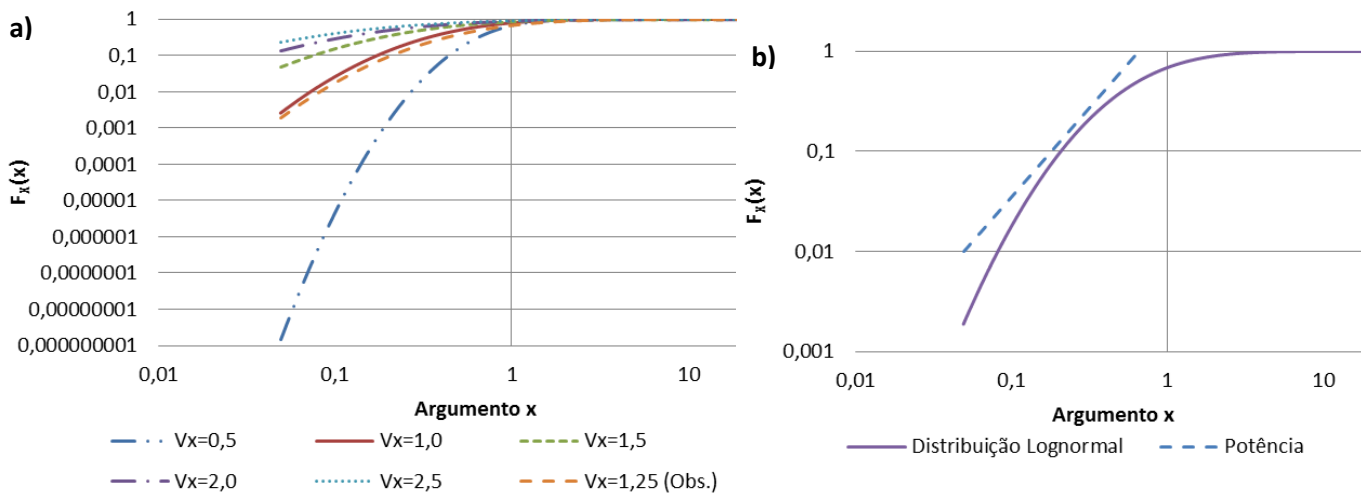 a)
1
0,1
0,01
0,001
0,0001
0,00001
0,000001
0,0000001
0,00000001
0,000000001
F_X(x)
0,01 0,1 1 10
Argumento x
Vx=0,5 Vx=1,0 Vx=1,5
Vx=2,0 Vx=2,5 Vx=1,25 (Obs.)
b)
1
0,1
0,01
0,001
F_X(x)
0,01 0,1 1 10
Argumento x
Distribuição Lognormal Potência